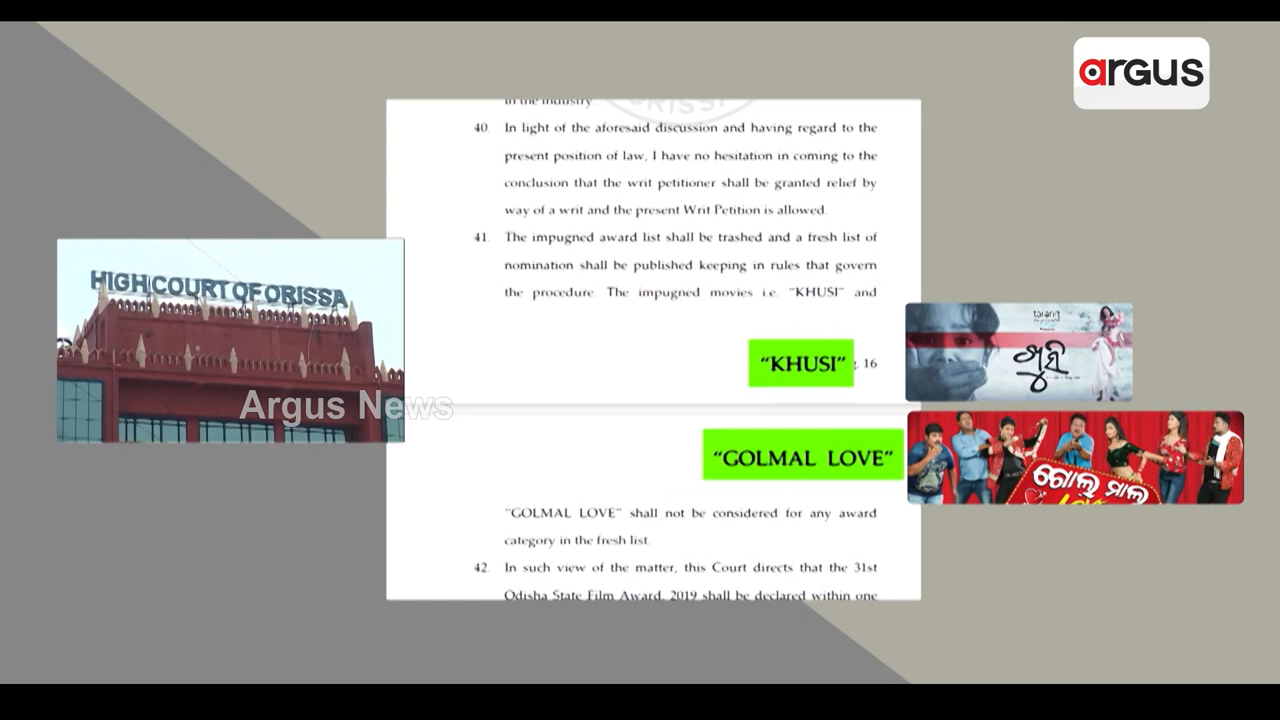 argus
in the industry.
ORISSA
40. In light of the aforesaid discussion and having regard to the
present position of law, I have no hesitation in coming to the
conclusion that the writ petitioner shall be granted relief by
way of a writ and the present Writ Petition is allowed.
41. The impugned award list shall be trashed and a fresh list of
nomination shall be published keeping in rules that govern
the procedure. The impugned movies i.e. “KHUSI” and
HIGH COURT OF ORISSA
“KHUSI”
16
Argus News
“GOLMAL LOVE”
“GOLMAL LOVE” shall not be considered for any award
category in the fresh list.
42. In such view of the matter, this Court directs that the 31st
Odisha State Film Award, 2019 shall be declared within one
tarang
ଖୁସି
ଗୋଲ୍ ମାଲ୍